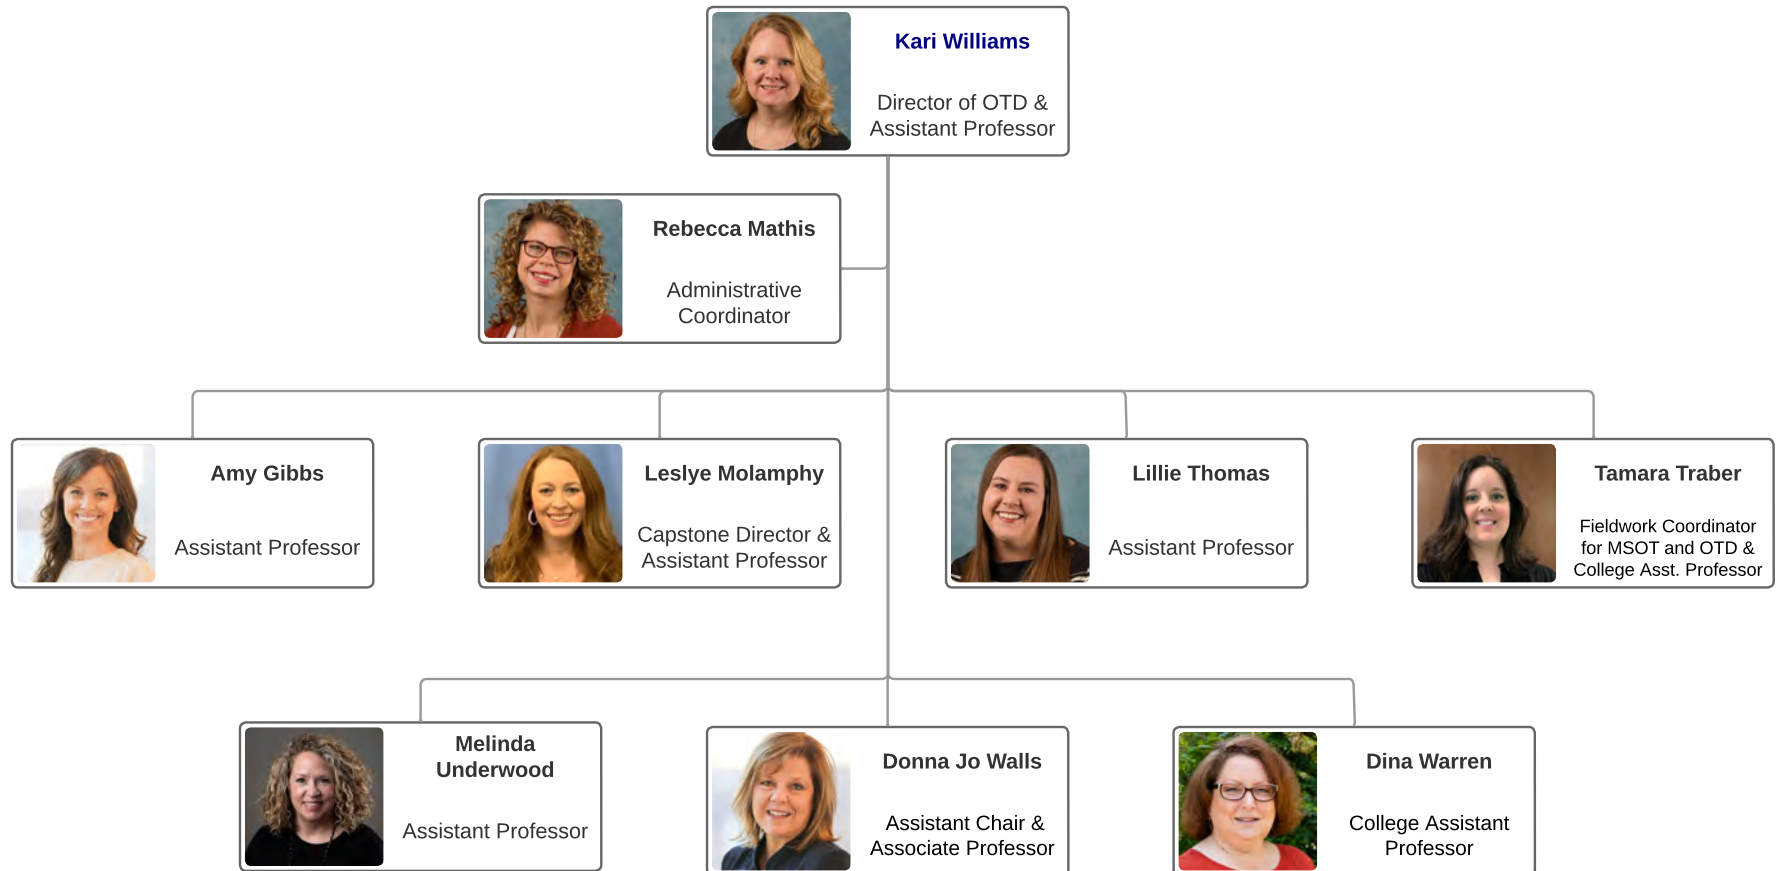 Kari Williams
Director of OTD &
Assistant Professor
Rebecca Mathis
Administrative
Coordinator
Amy Gibbs
Assistant Professor
Leslye Molamphy
Capstone Director &
Assistant Professor
Lillie Thomas
Assistant Professor
Tamara Traber
Fieldwork Coordinator
for MSOT and OTD &
College Asst. Professor
Melinda
Underwood
Assistant Professor
Donna Jo Walls
Assistant Chair &
Associate Professor
Dina Warren
College Assistant
Professor